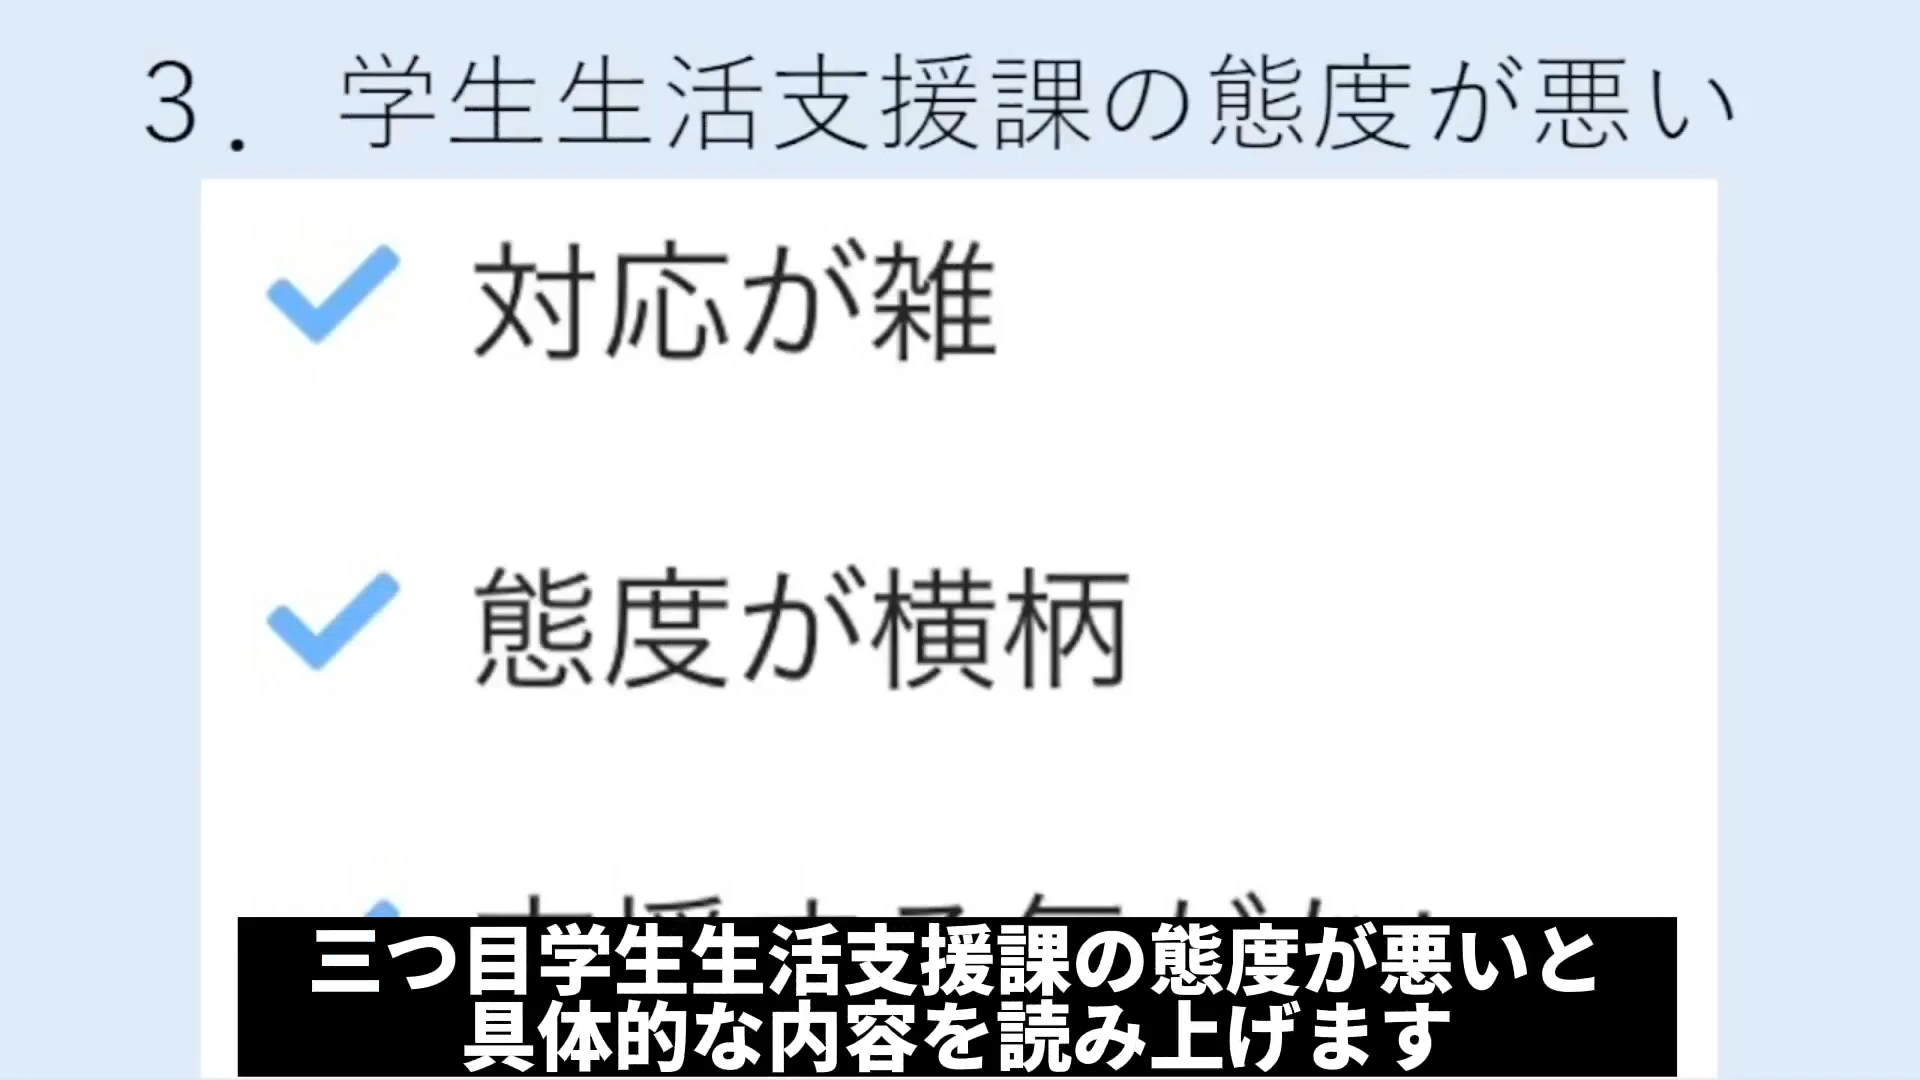 3．学生生活支援課の態度が悪い
対応が雑
態度が横柄
三つ目学生生活支援課の態度が悪いと
具体的な内容を読み上げます